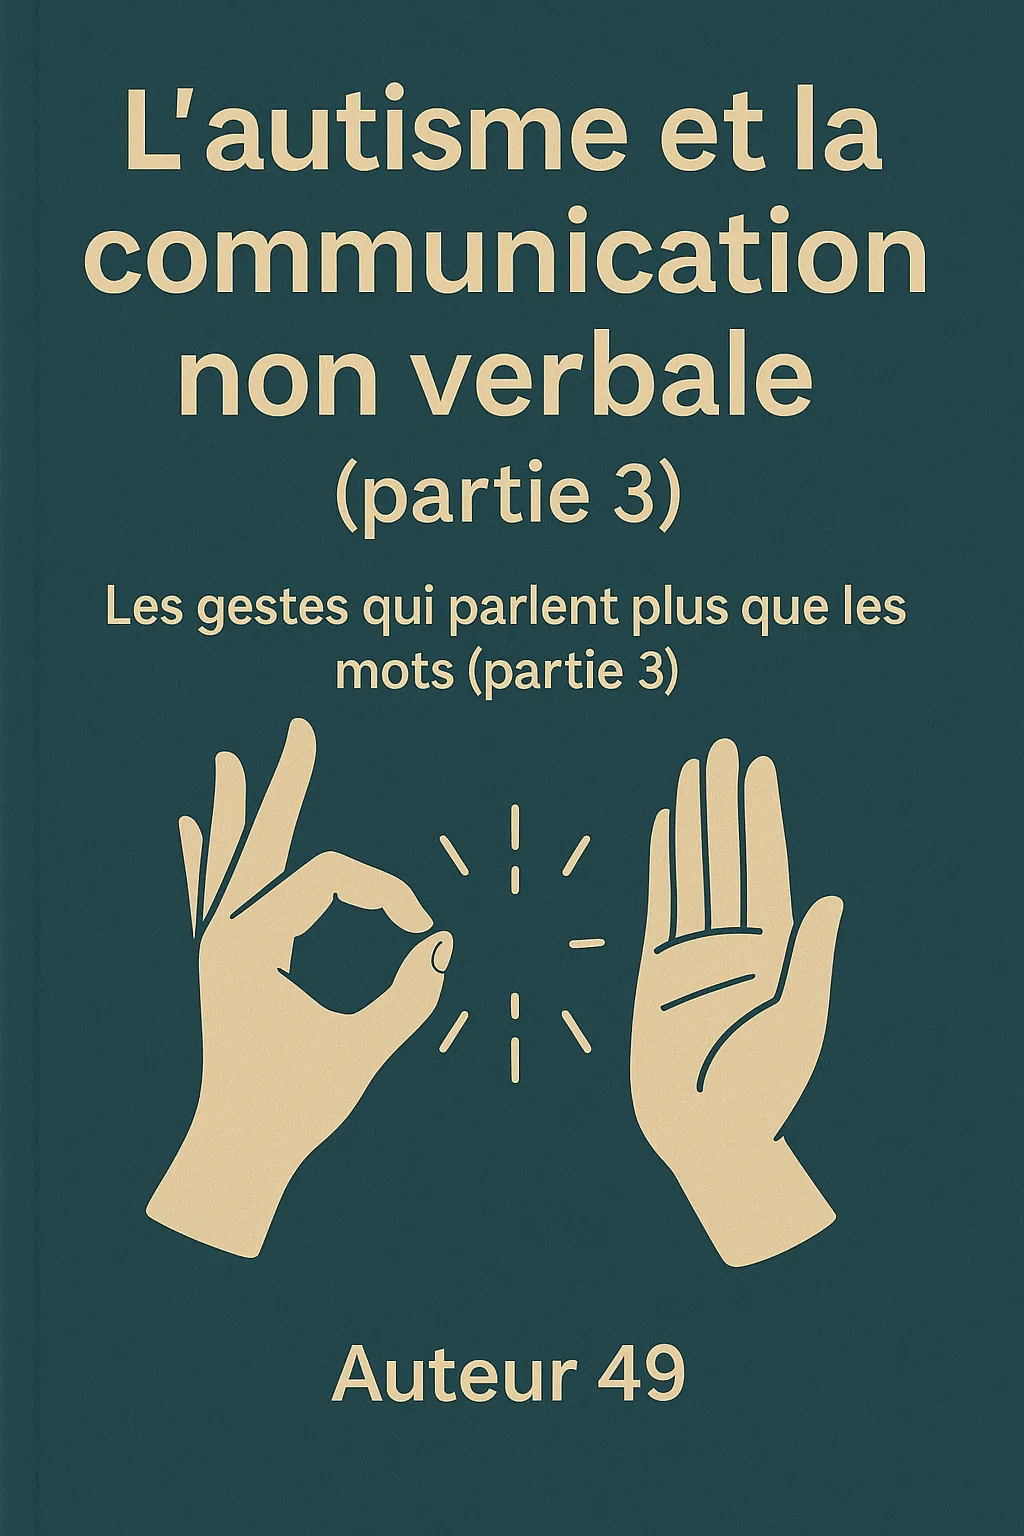 L'autisme et la
communication
non verbale
(partie 3)
Les gestes qui parlent plus que les
mots (partie 3)
Auteur 49